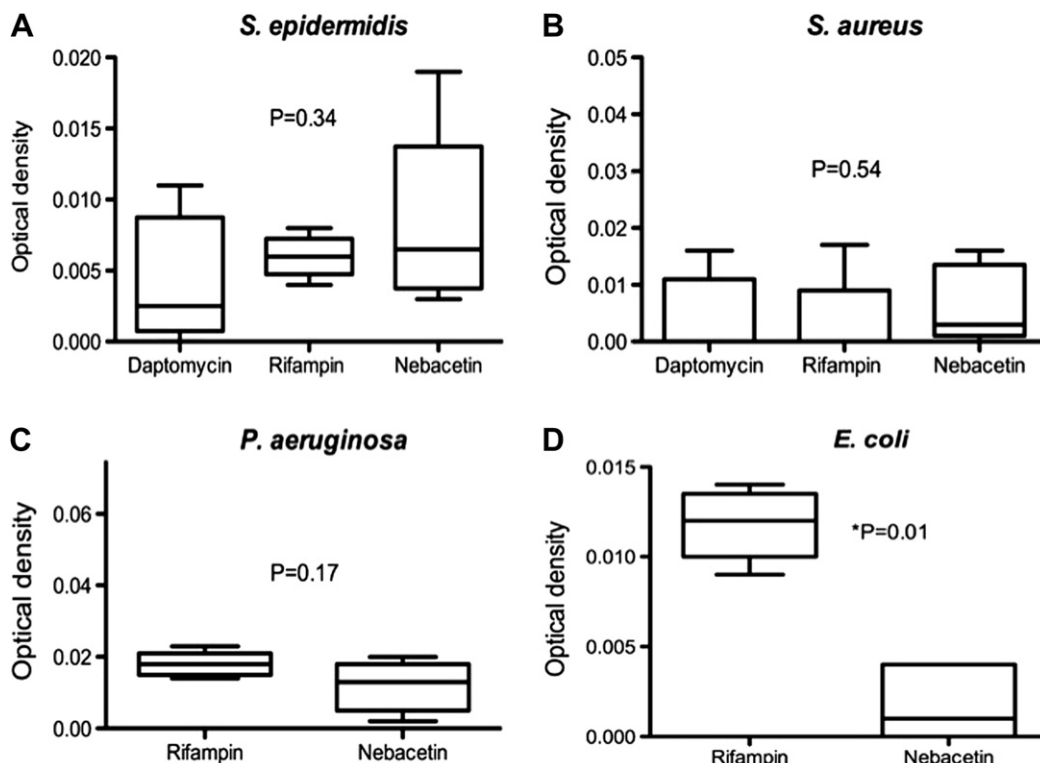 A
S. epidermidis
Optical density
0.020
0.015
0.010
0.005
0.000
P=0.34
Daptomycin Rifampin Nebacetin
B
S. aureus
Optical density
0.05
0.04
0.03
0.02
0.01
0.00
P=0.54
Daptomycin Rifampin Nebacetin
C
P. aeruginosa
Optical density
0.06
0.04
0.02
0.00
P=0.17
Rifampin Nebacetin
D
E. coli
Optical density
0.015
0.010
0.005
0.000
*P=0.01
Rifampin Nebacetin